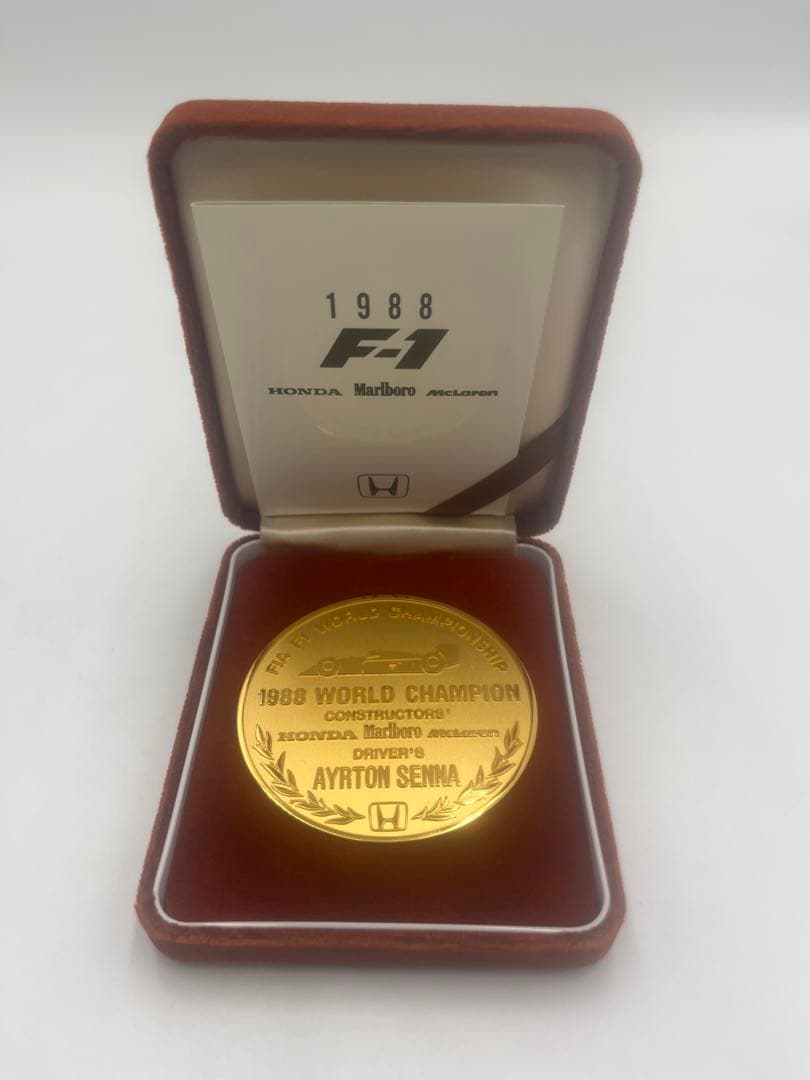 1988
F-1
HONDA Marlboro McLaren
FIA F1 WORLD CHAMPIONSHIP
1988 WORLD CHAMPION
CONSTRUCTORS'
HONDA Marlboro McLaren
DRIVER'S
AYRTON SENNA